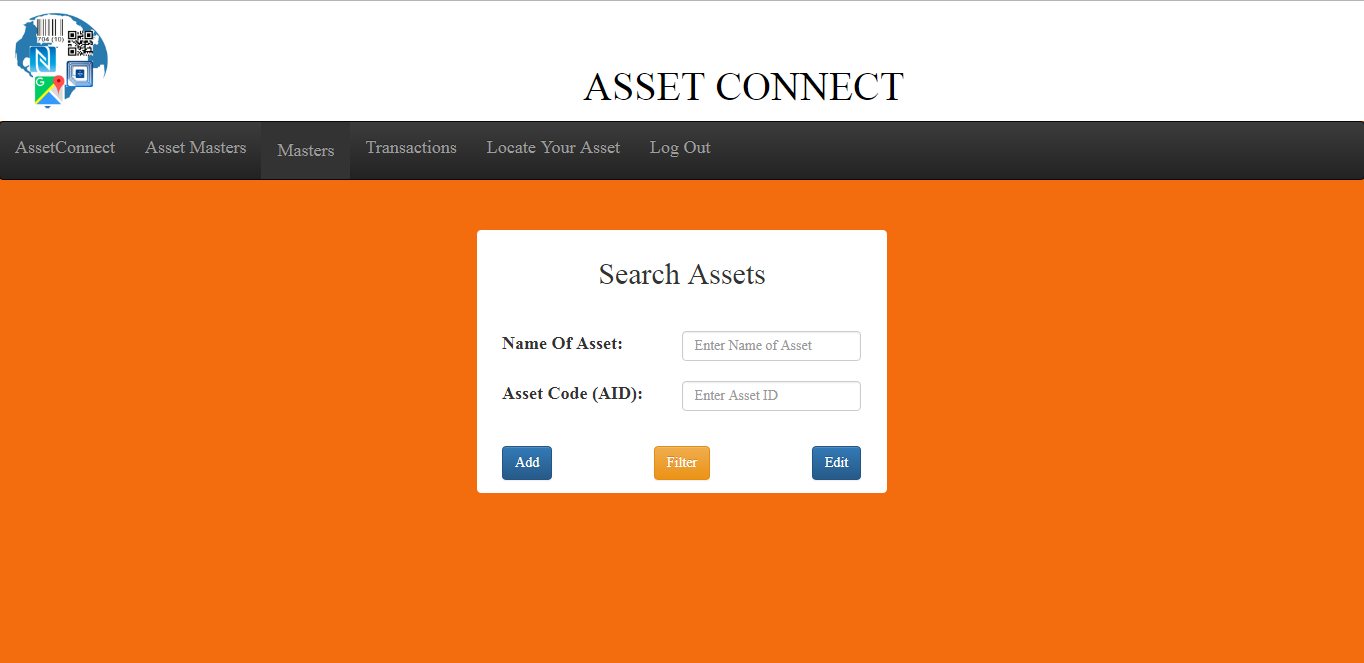 704 (10)
G
ASSET CONNECT
AssetConnect Asset Masters Masters Transactions Locate Your Asset Log Out
Search Assets
Name Of Asset: Enter Name of Asset
Asset Code (AID): Enter Asset ID
Add Filter Edit